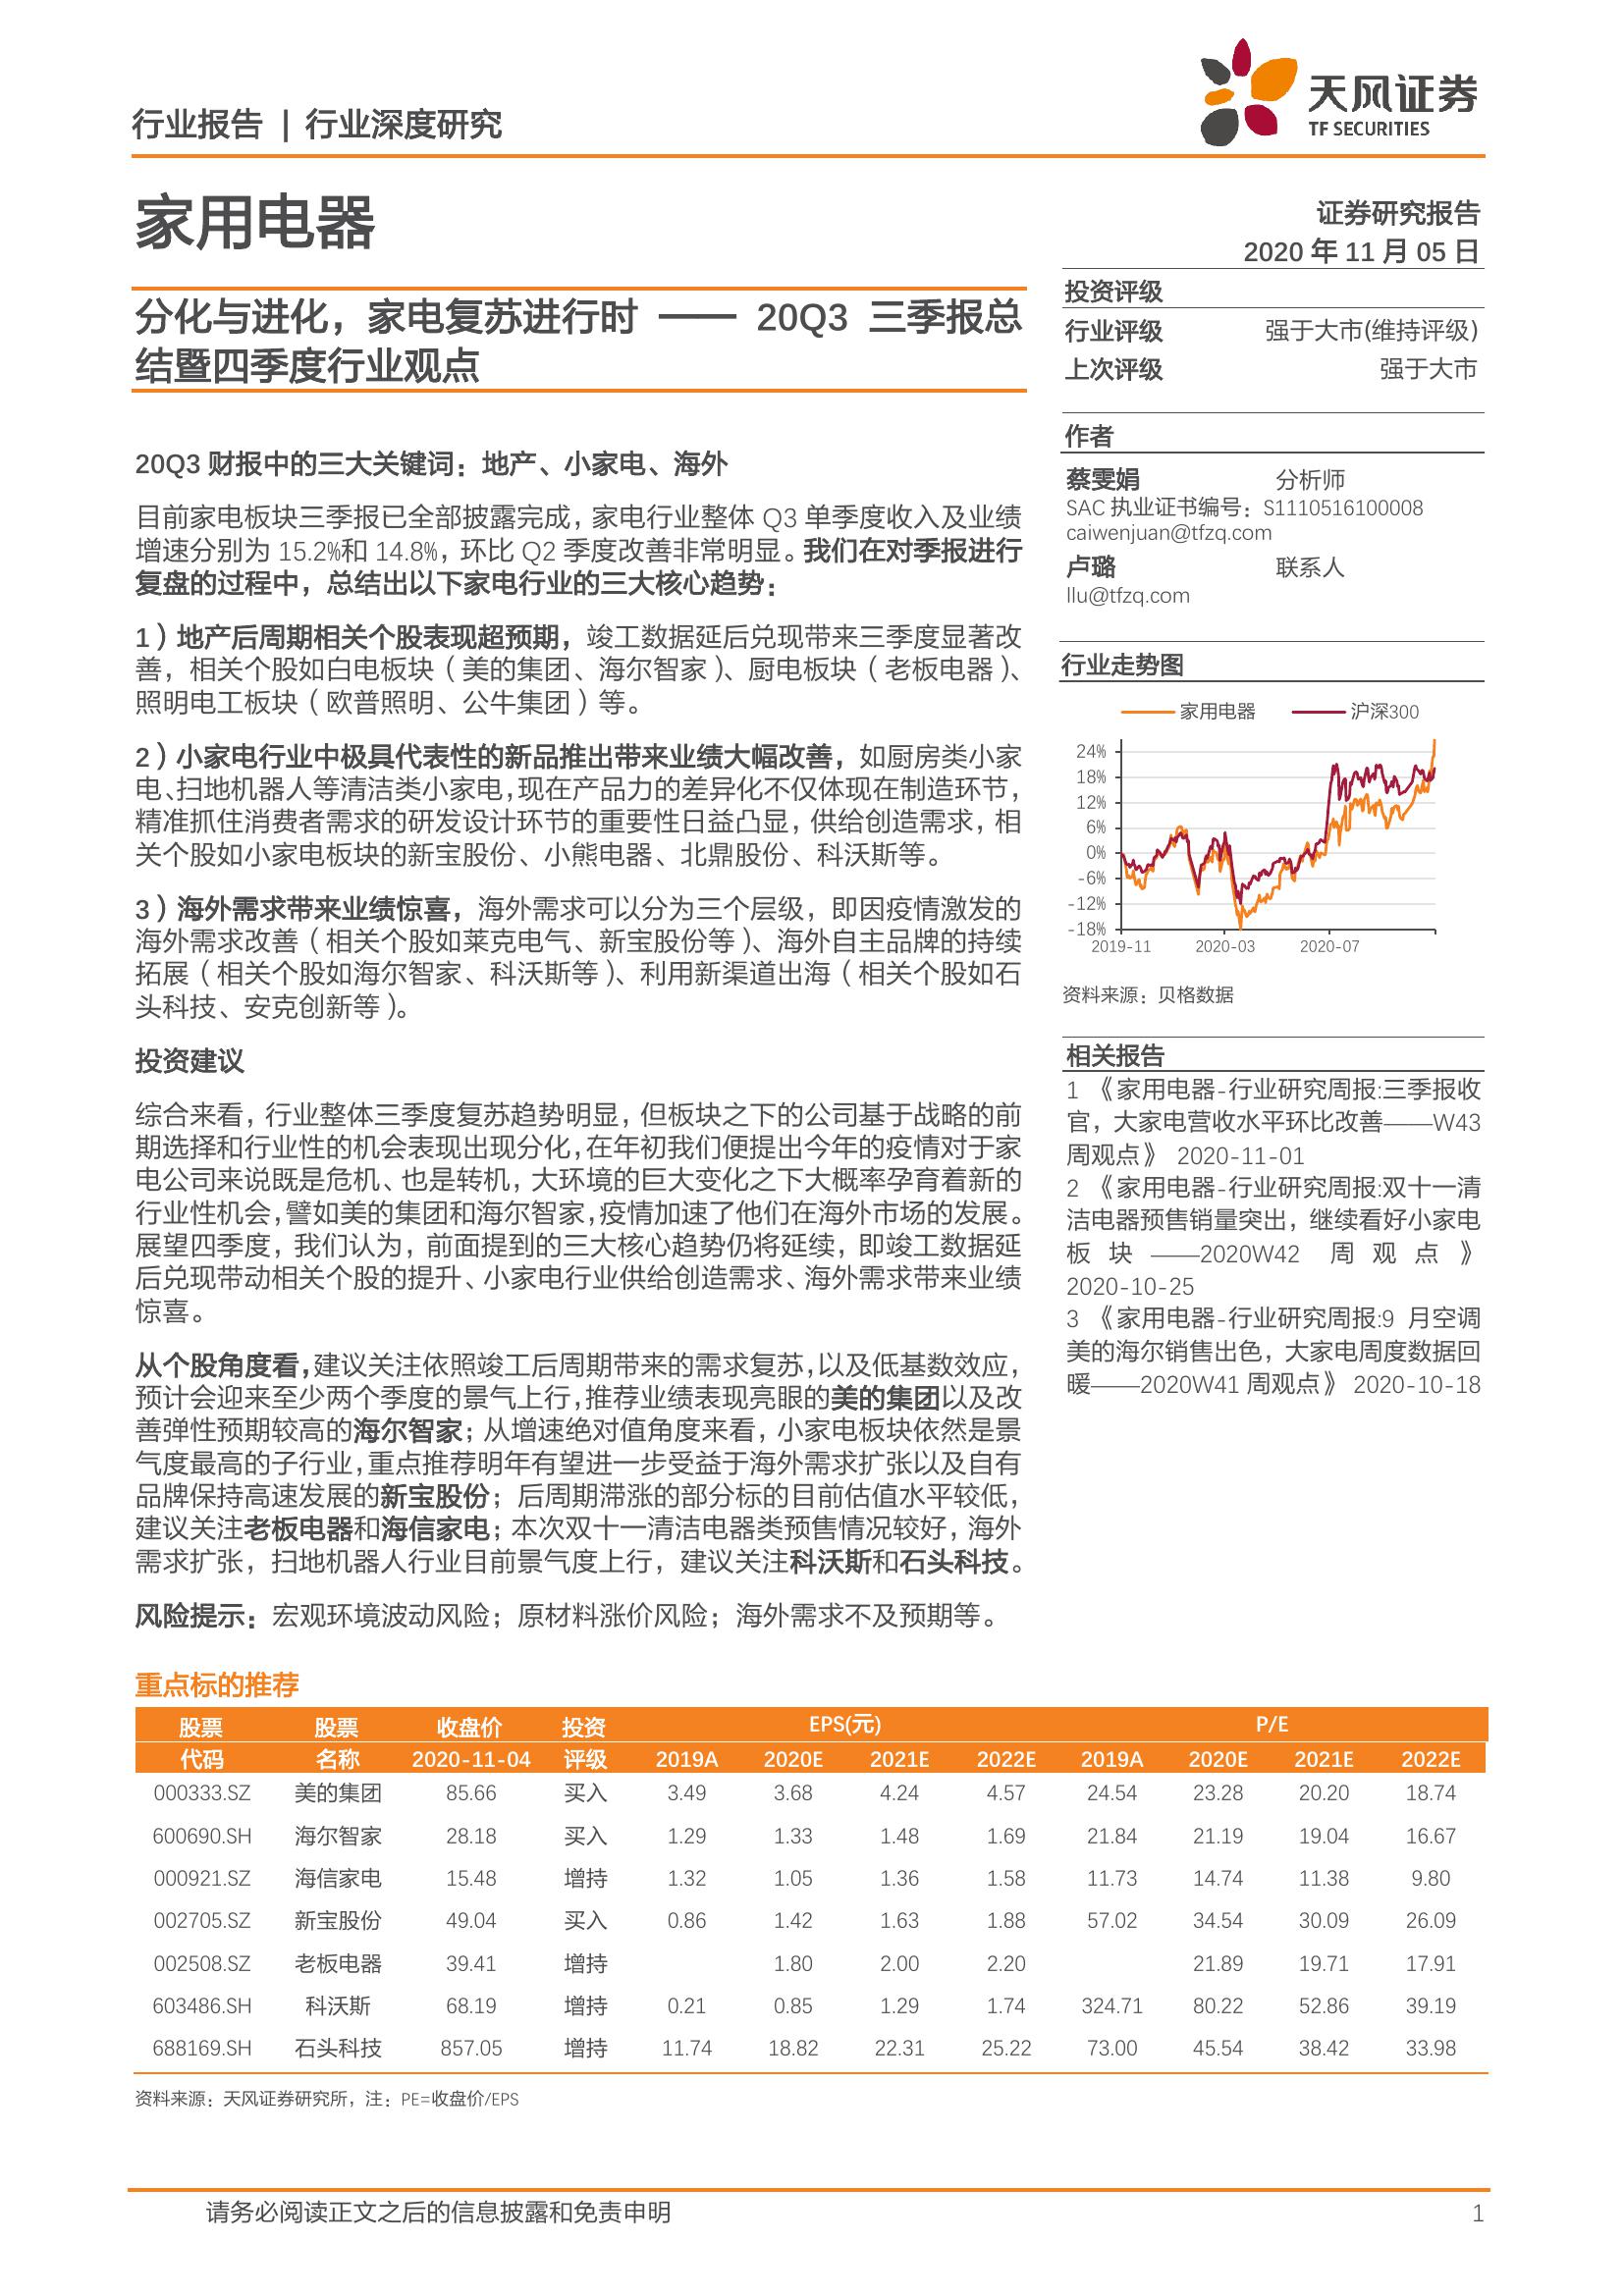 行业报告 | 行业深度研究
天风证券
TF SECURITIES
家用电器
证券研究报告
2020 年 11 月 05 日
分化与进化，家电复苏进行时 —— 20Q3 三季报总
结暨四季度行业观点
20Q3 财报中的三大关键词：地产、小家电、海外
目前家电板块三季报已全部披露完成，家电行业整体 Q3 单季度收入及业绩
增速分别为 15.2%和 14.8%，环比 Q2 季度改善非常明显。我们在对季报进行
复盘的过程中，总结出以下家电行业的三大核心趋势：
1）地产后周期相关个股表现超预期，竣工数据延后兑现带来三季度显著改
善，相关个股如白电板块（美的集团、海尔智家）、厨电板块（老板电器）、
照明电工板块（欧普照明、公牛集团）等。
2）小家电行业中极具代表性的新品推出带来业绩大幅改善，如厨房类小家
电、扫地机器人等清洁类小家电，现在产品力的差异化不仅体现在制造环节，
精准抓住消费者需求的研发设计环节的重要性日益凸显，供给创造需求，相
关个股如小家电板块的新宝股份、小熊电器、北鼎股份、科沃斯等。
3）海外需求带来业绩惊喜，海外需求可以分为三个层级，即因疫情激发的
海外需求改善（相关个股如莱克电气、新宝股份等）、海外自主品牌的持续
拓展（相关个股如海尔智家、科沃斯等）、利用新渠道出海（相关个股如石
头科技、安克创新等）。
投资建议
综合来看，行业整体三季度复苏趋势明显，但板块之下的公司基于战略的前
期选择和行业性的机会表现出现分化，在年初我们便提出今年的疫情对于家
电公司来说既是危机、也是转机，大环境的巨大变化之下大概率孕育着新的
行业性机会，譬如美的集团和海尔智家，疫情加速了他们在海外市场的发展。
展望四季度，我们认为，前面提到的三大核心趋势仍将延续，即竣工数据延
后兑现带动相关个股的提升、小家电行业供给创造需求、海外需求带来业绩
惊喜。
从个股角度看，建议关注依照竣工后周期带来的需求复苏，以及低基数效应，
预计会迎来至少两个季度的景气上行，推荐业绩表现亮眼的美的集团以及改
善弹性预期较高的海尔智家；从增速绝对值角度来看，小家电板块依然是景
气度最高的子行业，重点推荐明年有望进一步受益于海外需求扩张以及自有
品牌保持高速发展的新宝股份；后周期滞涨的部分标的目前估值水平较低，
建议关注老板电器和海信家电；本次双十一清洁电器类预售情况较好，海外
需求扩张，扫地机器人行业目前景气度上行，建议关注科沃斯和石头科技。
风险提示：宏观环境波动风险；原材料涨价风险；海外需求不及预期等。
投资评级
行业评级 强于大市(维持评级)
上次评级 强于大市
作者
蔡雯娟 分析师
SAC 执业证书编号：S1110516100008
caiwenjuan@tfzq.com
卢璐 联系人
llu@tfzq.com
行业走势图
家用电器 沪深300
24%
18%
12%
6%
0%
-6%
-12%
-18%
2019-11 2020-03 2020-07
资料来源：贝格数据
相关报告
1 《家用电器-行业研究周报:三季报收
官，大家电营收水平环比改善——W43
周观点》 2020-11-01
2 《家用电器-行业研究周报:双十一清
洁电器预售销量突出，继续看好小家电
板块——2020W42 周观点》
2020-10-25
3 《家用电器-行业研究周报:9 月空调
美的海尔销售出色，大家电周度数据回
暖——2020W41 周观点》 2020-10-18
重点标的推荐
股票 股票 收盘价 投资 EPS(元) P/E
代码 名称 2020-11-04 评级 2019A 2020E 2021E 2022E 2019A 2020E 2021E 2022E
000333.SZ 美的集团 85.66 买入 3.49 3.68 4.24 4.57 24.54 23.28 20.20 18.74
600690.SH 海尔智家 28.18 买入 1.29 1.33 1.48 1.69 21.84 21.19 19.04 16.67
000921.SZ 海信家电 15.48 增持 1.32 1.05 1.36 1.58 11.73 14.74 11.38 9.80
002705.SZ 新宝股份 49.04 买入 0.86 1.42 1.63 1.88 57.02 34.54 30.09 26.09
002508.SZ 老板电器 39.41 增持 1.80 2.00 2.20 21.89 19.71 17.91
603486.SH 科沃斯 68.19 增持 0.21 0.85 1.29 1.74 324.71 80.22 52.86 39.19
688169.SH 石头科技 857.05 增持 11.74 18.82 22.31 25.22 73.00 45.54 38.42 33.98
资料来源：天风证券研究所，注：PE=收盘价/EPS
请务必阅读正文之后的信息披露和免责申明 1